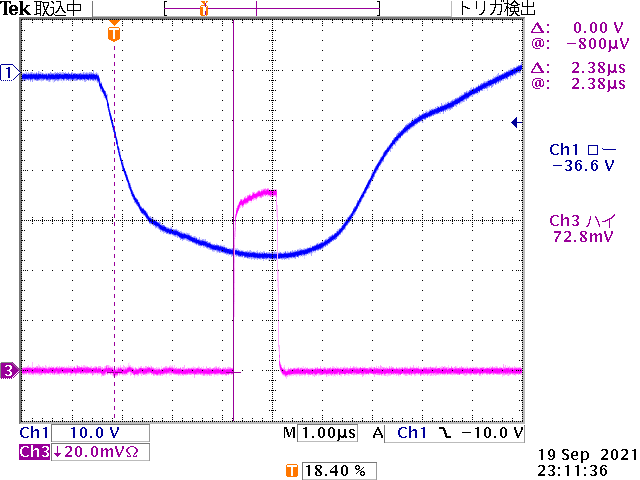 Tek 取込中 トリガ検出
T
T
Δ: 0.00 V
@: -800μV
Δ: 2.38μs
@: 2.38μs
1
Ch1 ロー
-36.6 V
Ch3 ハイ
72.8mV
3
Ch1 10.0 V M 1.00μs A Ch1 -10.0 V
Ch3 ↓20.0mVΩ
T 18.40 %
19 Sep 2021
23:11:36